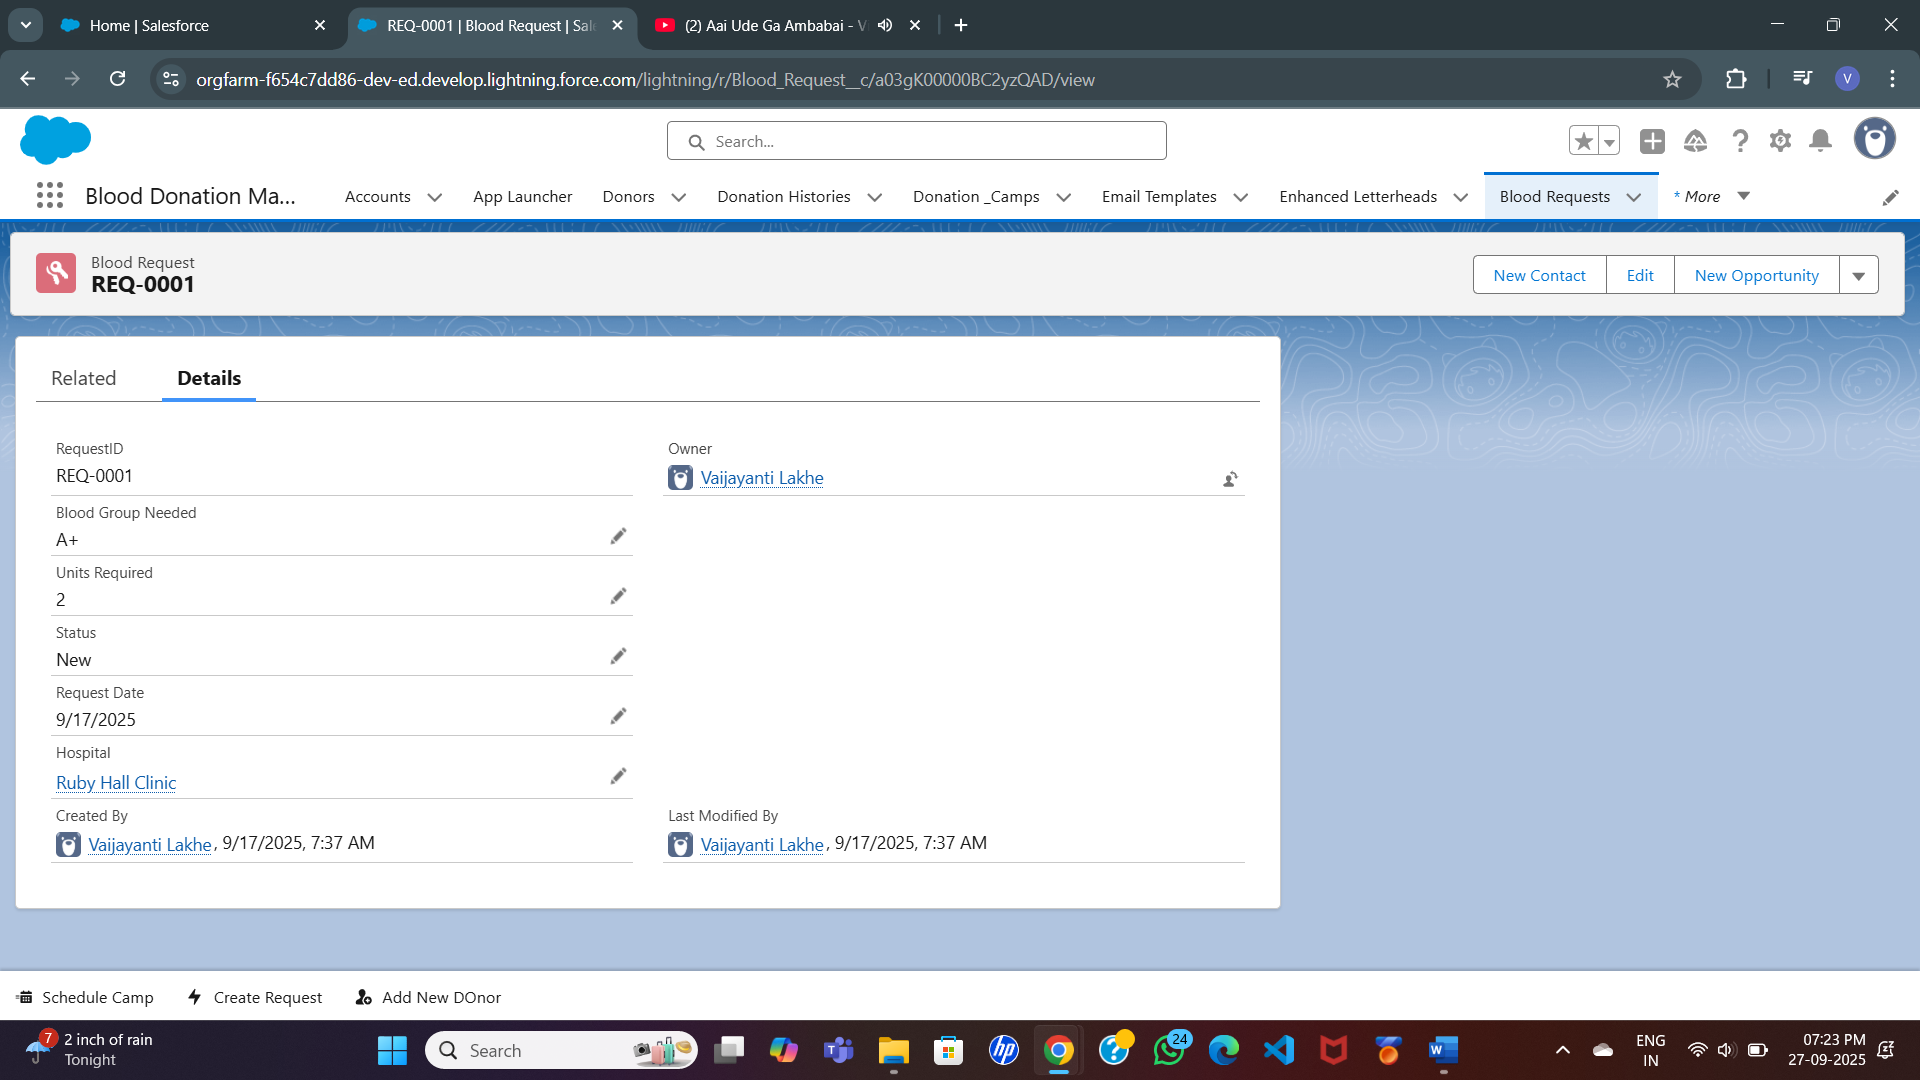 Home | Salesforce
REQ-0001 | Blood Request | Sal
(2) Aai Ude Ga Ambabai - V
orgfarm-f654c7dd86-dev-ed.develop.lightning.force.com/lightning/r/Blood_Request__c/a03gK00000BC2yzQAD/view
V
Search...
Blood Donation Ma...
Accounts
App Launcher
Donors
Donation Histories
Donation _Camps
Email Templates
Enhanced Letterheads
Blood Requests
* More
Blood Request
REQ-0001
New Contact
Edit
New Opportunity
Related
Details
RequestID
REQ-0001
Owner
Vaijayanti Lakhe
Blood Group Needed
A+
Units Required
2
Status
New
Request Date
9/17/2025
Hospital
Ruby Hall Clinic
Created By
Vaijayanti Lakhe, 9/17/2025, 7:37 AM
Last Modified By
Vaijayanti Lakhe, 9/17/2025, 7:37 AM
Schedule Camp
Create Request
Add New DOnor
7
2 inch of rain
Tonight
Search
24
ENG
IN
07:23 PM
27-09-2025